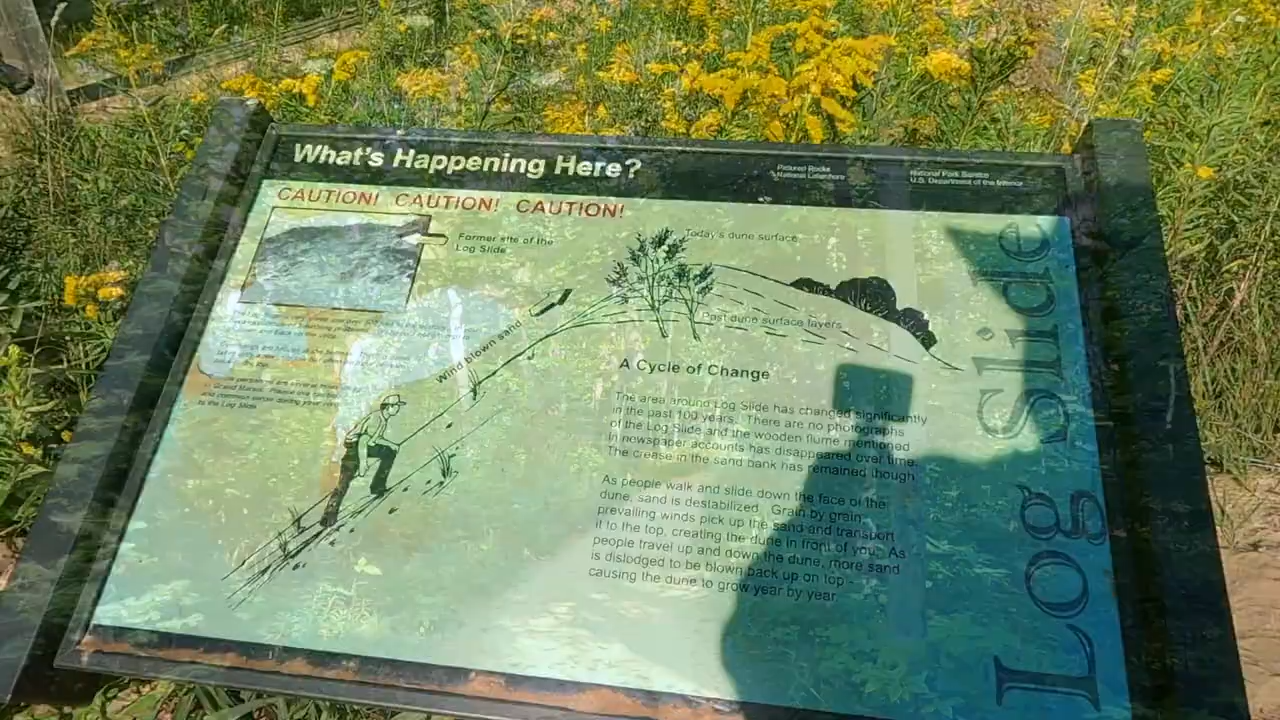 What's Happening Here?
Pictured Rocks
National Lakeshore
National Park Service
U.S. Department of the Interior
CAUTION! CAUTION! CAUTION!
Former site of the
Log Slide
Today's dune surface
Past dune surface layers
Wind blown sand
to the Log Slide
A Cycle of Change
The area around Log Slide has changed significantly
in the past 100 years. There are no photographs
of the Log Slide and the wooden flume mentioned
in newspaper accounts has disappeared over time.
The crease in the sand bank has remained though.
As people walk and slide down the face of the
dune, sand is destabilized. Grain by grain,
prevailing winds pick up the sand and transport
it to the top, creating the dune in front of you. As
people travel up and down the dune, more sand
is dislodged to be blown back up on top -
causing the dune to grow year by year.
Log Slide